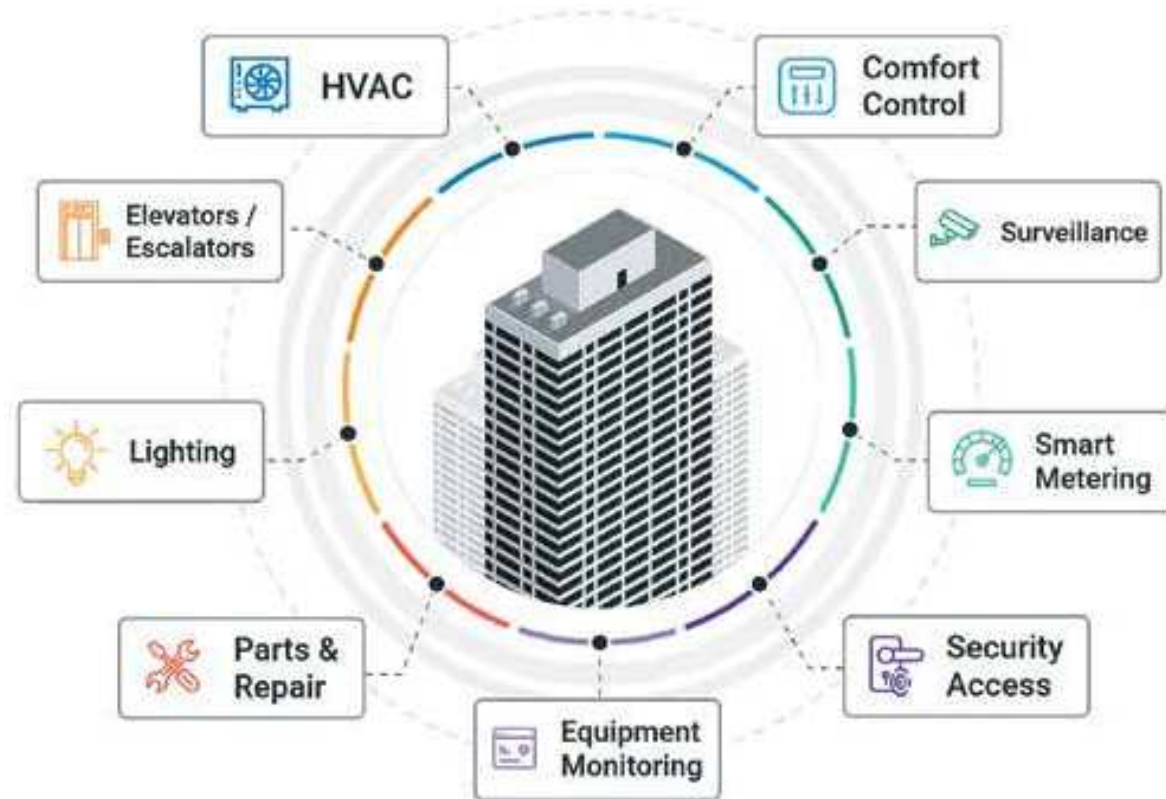 HVAC
Comfort
Control
Elevators /
Escalators
Surveillance
Lighting
Smart
Metering
Parts &
Repair
Security
Access
Equipment
Monitoring